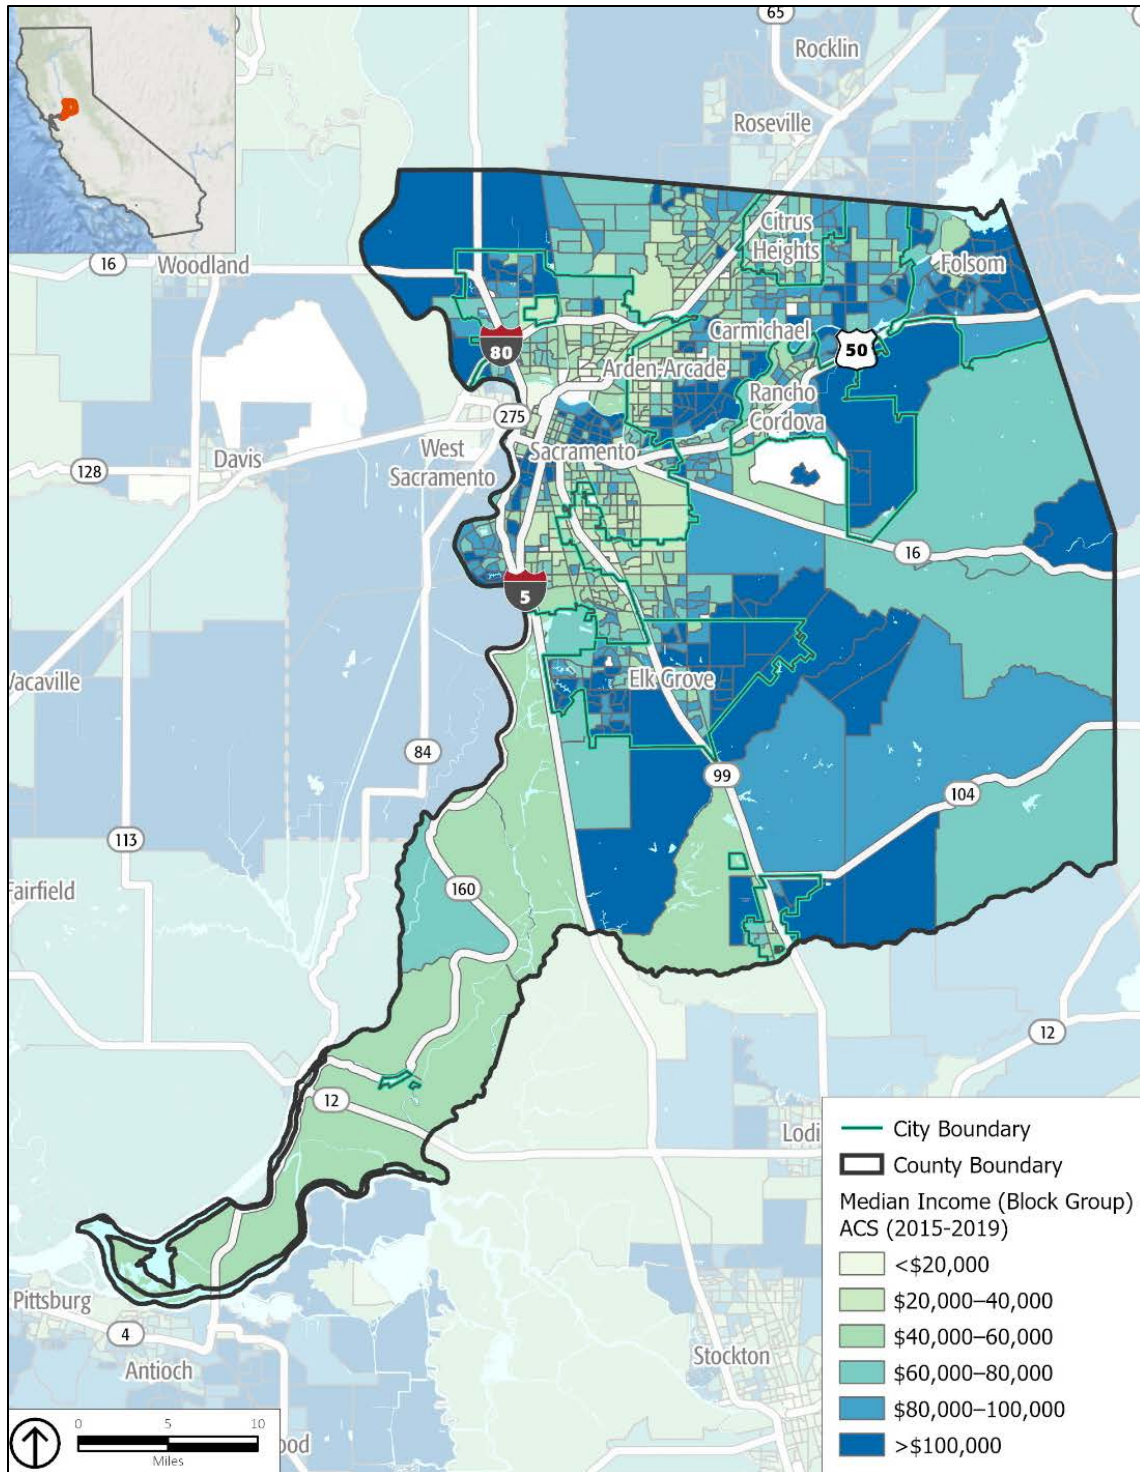 65
Rocklin
Roseville
16
Woodland
Citrus
Heights
Folsom
Carmichael
50
80
Arden-Arcade
Rancho
Cordova
275
West
Sacramento
Sacramento
128
Davis
16
5
Vacaville
Elk Grove
84
99
104
113
160
Fairfield
12
12
Lodi
Pittsburg
4
Antioch
Stockton
ood
City Boundary
County Boundary
Median Income (Block Group)
ACS (2015-2019)
<$20,000
$20,000–40,000
$40,000–60,000
$60,000–80,000
$80,000–100,000
>$100,000
0 5 10
Miles